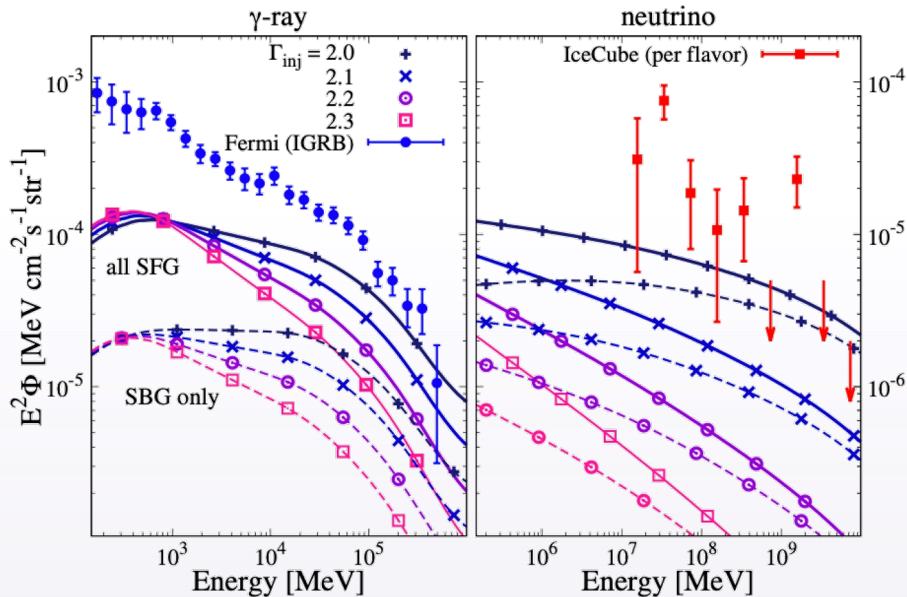 γ-ray
neutrino
Γinj = 2.0
2.1
2.2
2.3
Fermi (IGRB)
IceCube (per flavor)
all SFG
SBG only
E²Φ [MeV cm⁻²s⁻¹str⁻¹]
10⁻³
10⁻⁴
10⁻⁵
10⁻⁴
10⁻⁵
10⁻⁶
10³ 10⁴ 10⁵
10⁶ 10⁷ 10⁸ 10⁹
Energy [MeV]
Energy [MeV]